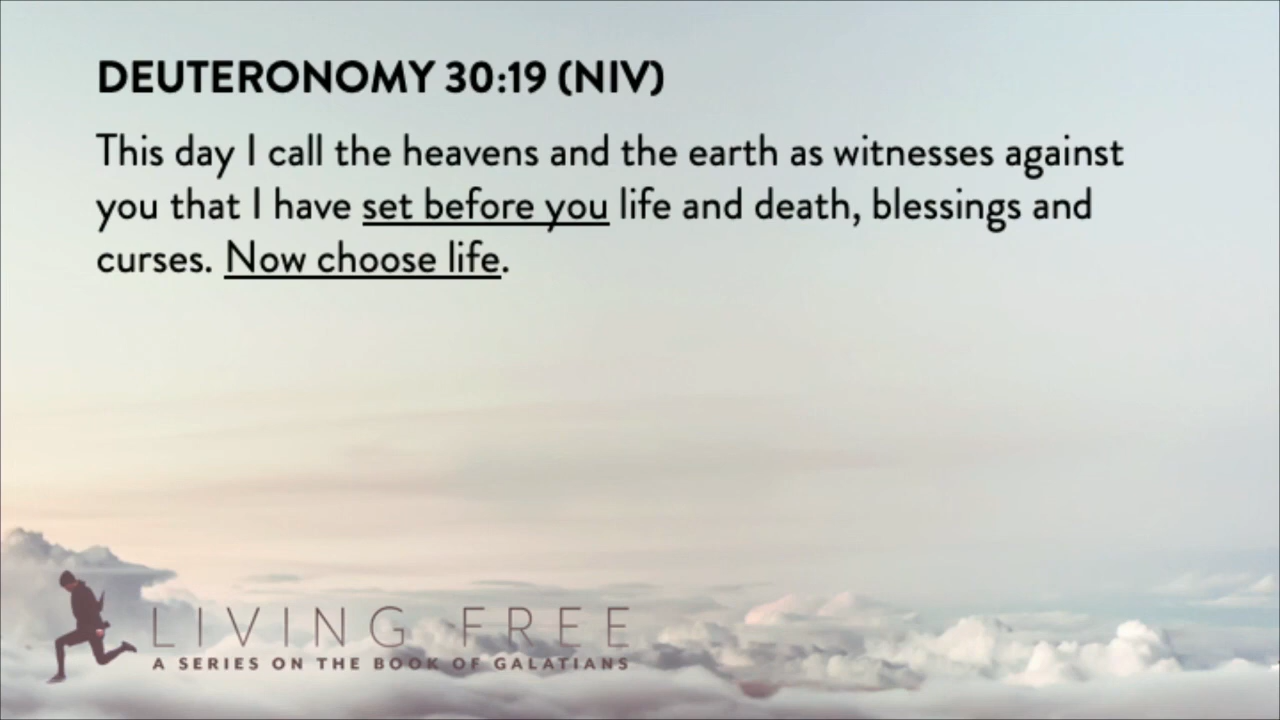 DEUTERONOMY 30:19 (NIV)
This day I call the heavens and the earth as witnesses against
you that I have set before you life and death, blessings and
curses. Now choose life.
LIVING FREE
A SERIES ON THE BOOK OF GALATIANS